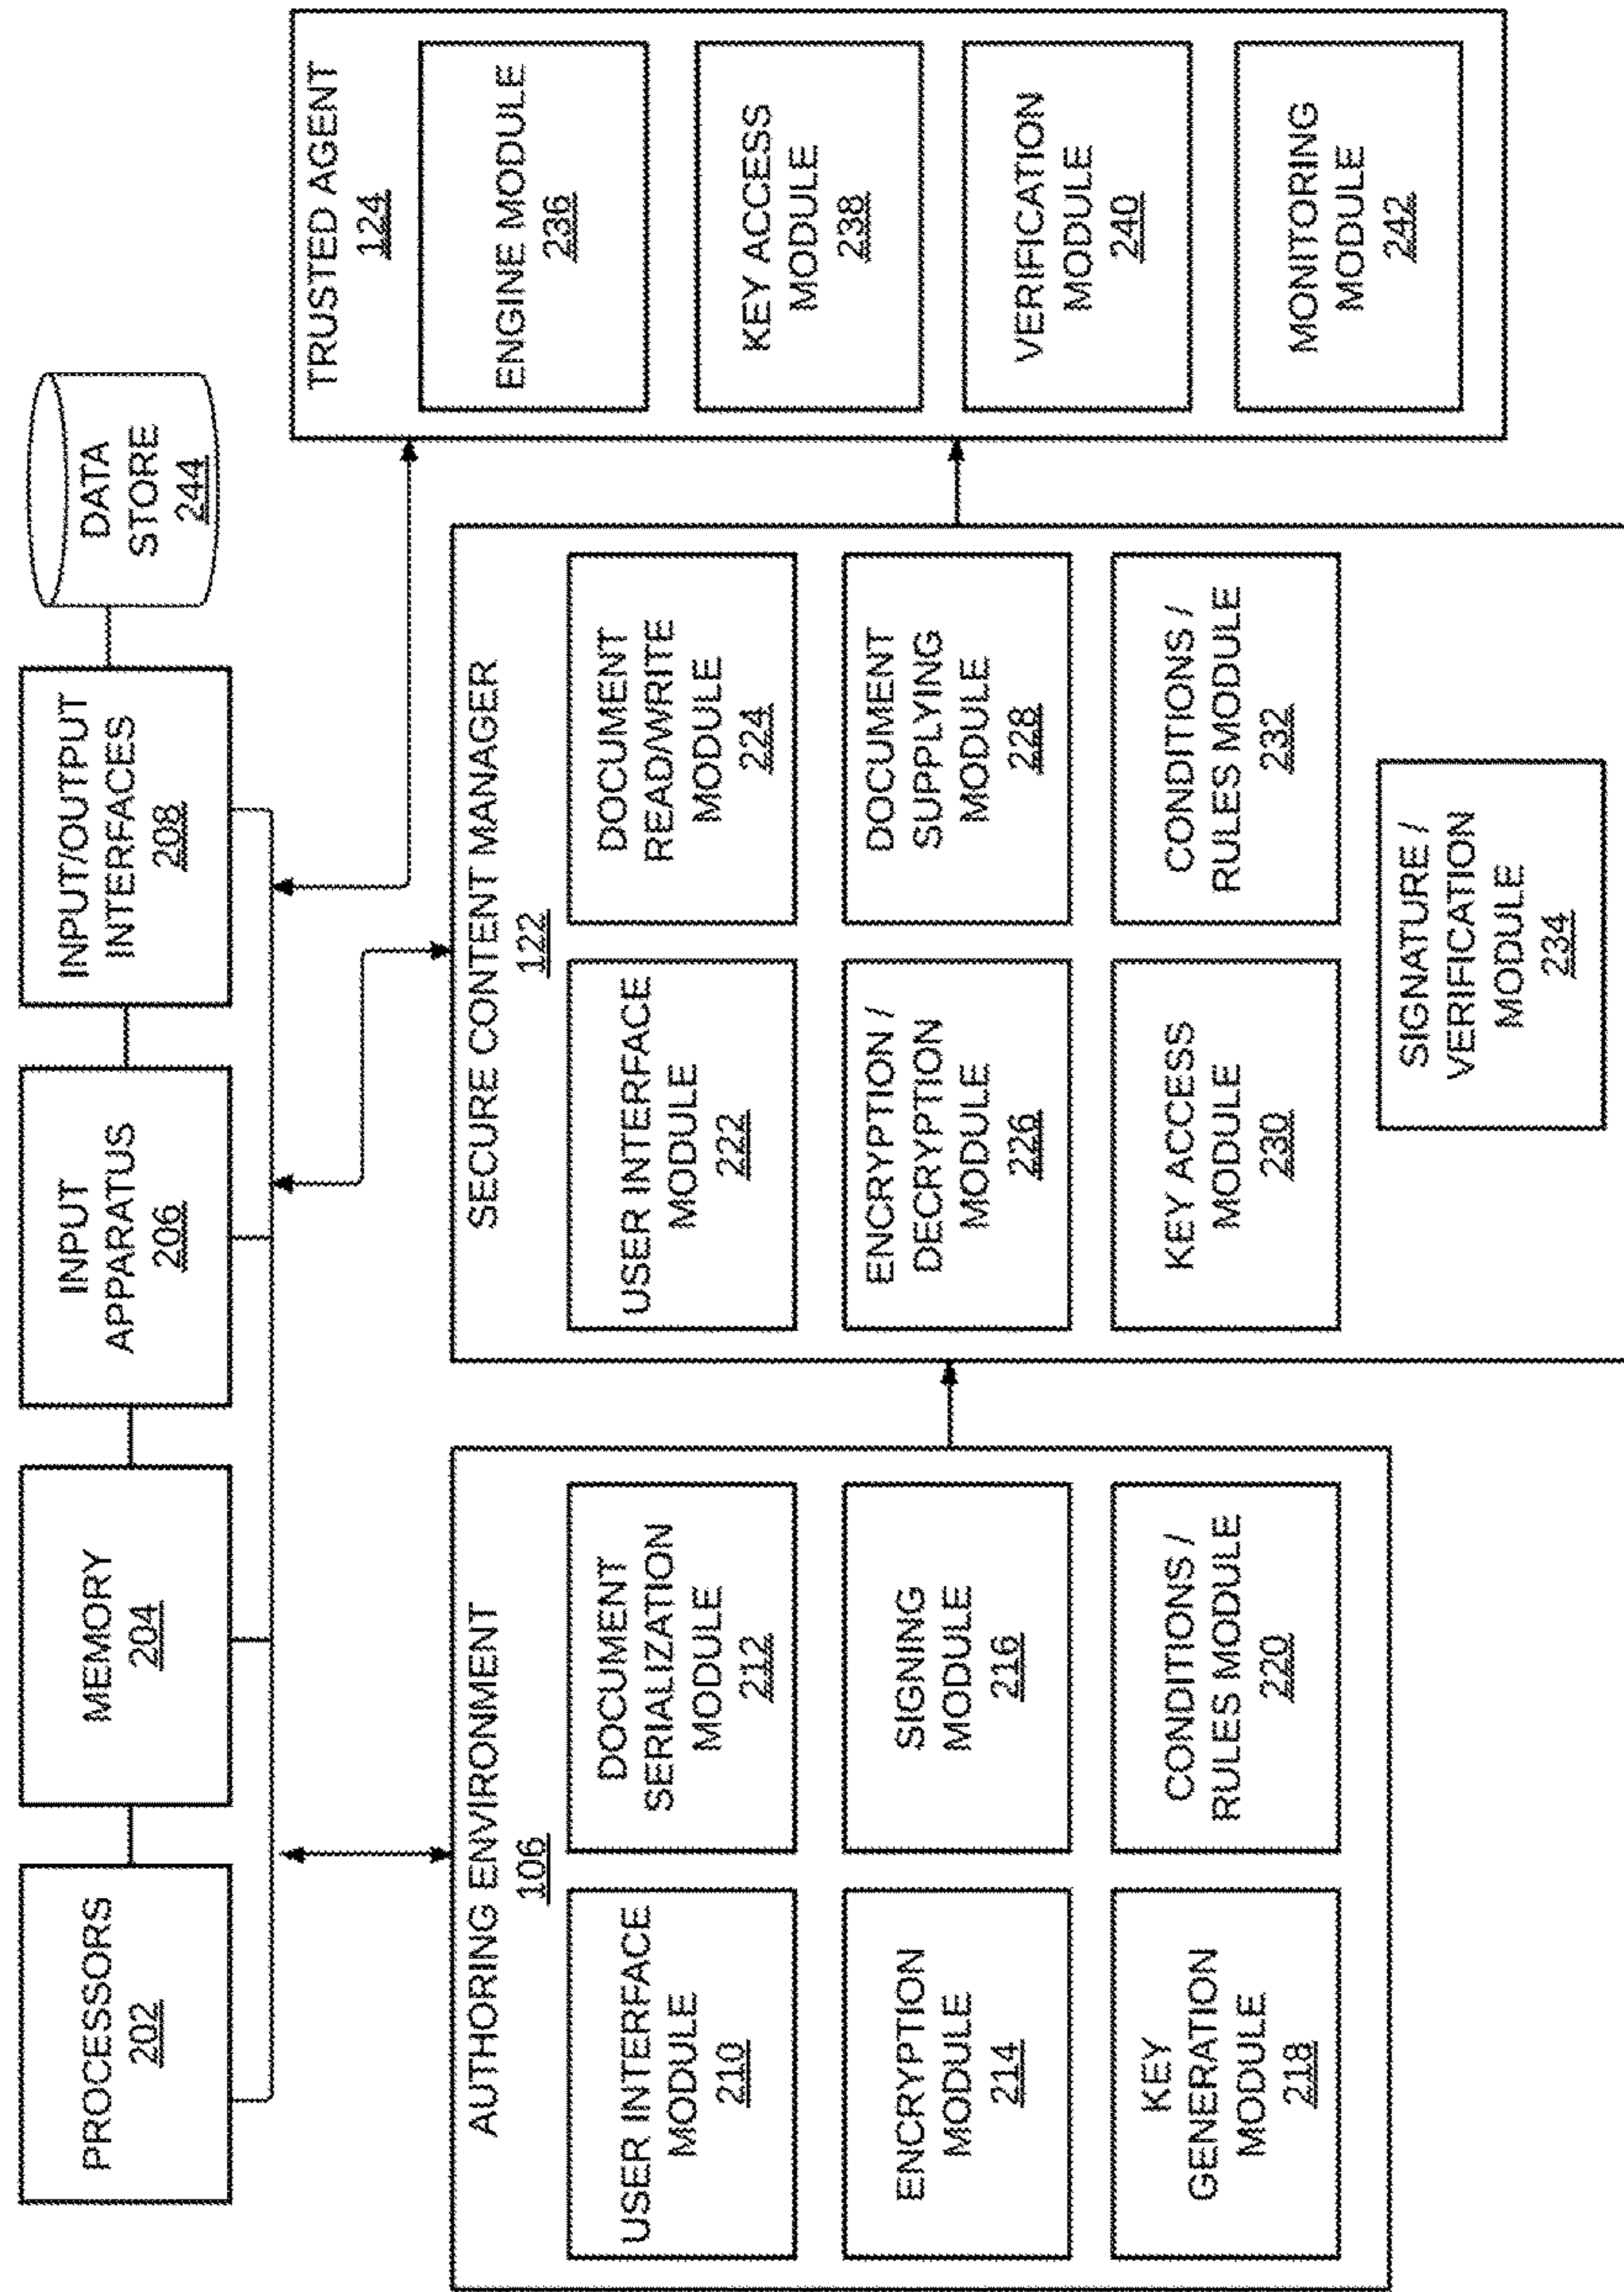 PROCESSORS
202
MEMORY
204
INPUT
APPARATUS
206
INPUT/OUTPUT
INTERFACES
208
DATA
STORE
244
AUTHORING ENVIRONMENT
106
USER INTERFACE
MODULE
210
DOCUMENT
SERIALIZATION
MODULE
212
ENCRYPTION
MODULE
214
SIGNING
MODULE
216
KEY
GENERATION
MODULE
218
CONDITIONS /
RULES MODULE
220
SECURE CONTENT MANAGER
122
USER INTERFACE
MODULE
222
DOCUMENT
READ/WRITE
MODULE
224
ENCRYPTION /
DECRYPTION
MODULE
226
DOCUMENT
SUPPLYING
MODULE
228
KEY ACCESS
MODULE
230
CONDITIONS /
RULES MODULE
232
SIGNATURE /
VERIFICATION
MODULE
234
TRUSTED AGENT
124
ENGINE MODULE
236
KEY ACCESS
MODULE
238
VERIFICATION
MODULE
240
MONITORING
MODULE
242